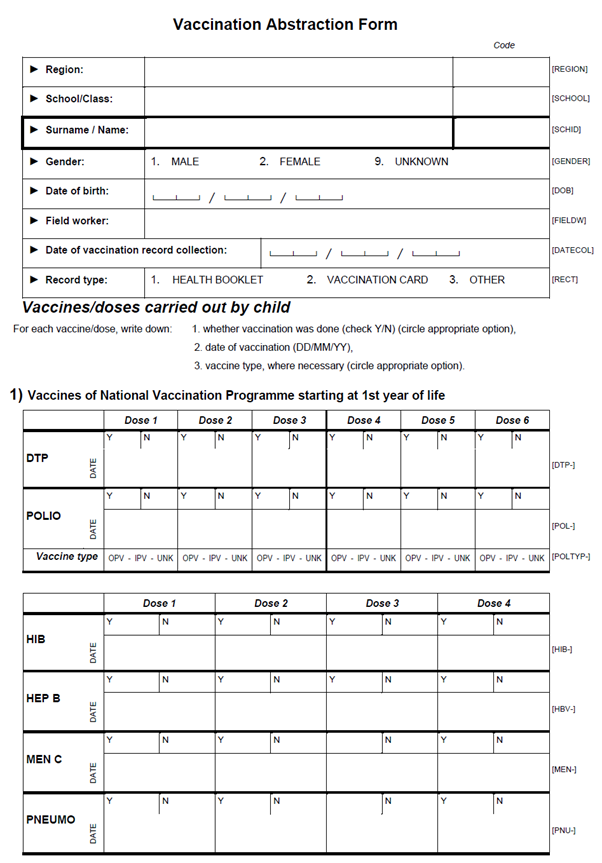 Vaccination Abstraction Form
Code
► Region: [REGION]
► School/Class: [SCHOOL]
► Surname / Name: [SCHID]
► Gender: 1. MALE 2. FEMALE 9. UNKNOWN [GENDER]
► Date of birth: / / [DOB]
► Field worker: [FIELDW]
► Date of vaccination record collection: / / [DATECOL]
► Record type: 1. HEALTH BOOKLET 2. VACCINATION CARD 3. OTHER [RECT]
Vaccines/doses carried out by child
For each vaccine/dose, write down: 1. whether vaccination was done (check Y/N) (circle appropriate option),
2. date of vaccination (DD/MM/YY),
3. vaccine type, where necessary (circle appropriate option).
1) Vaccines of National Vaccination Programme starting at 1st year of life
Dose 1 Dose 2 Dose 3 Dose 4 Dose 5 Dose 6
Y N Y N Y N Y N Y N Y N
DTP DATE [DTP-]
Y N Y N Y N Y N Y N Y N
POLIO DATE [POL-]
Vaccine type OPV - IPV - UNK OPV - IPV - UNK OPV - IPV - UNK OPV - IPV - UNK OPV - IPV - UNK OPV - IPV - UNK [POLTYP-]
Dose 1 Dose 2 Dose 3 Dose 4
Y N Y N Y N Y N
HIB DATE [HIB-]
Y N Y N Y N Y N
HEP B DATE [HBV-]
Y N Y N Y N Y N
MEN C DATE [MEN-]
Y N Y N Y N Y N
PNEUMO DATE [PNU-]